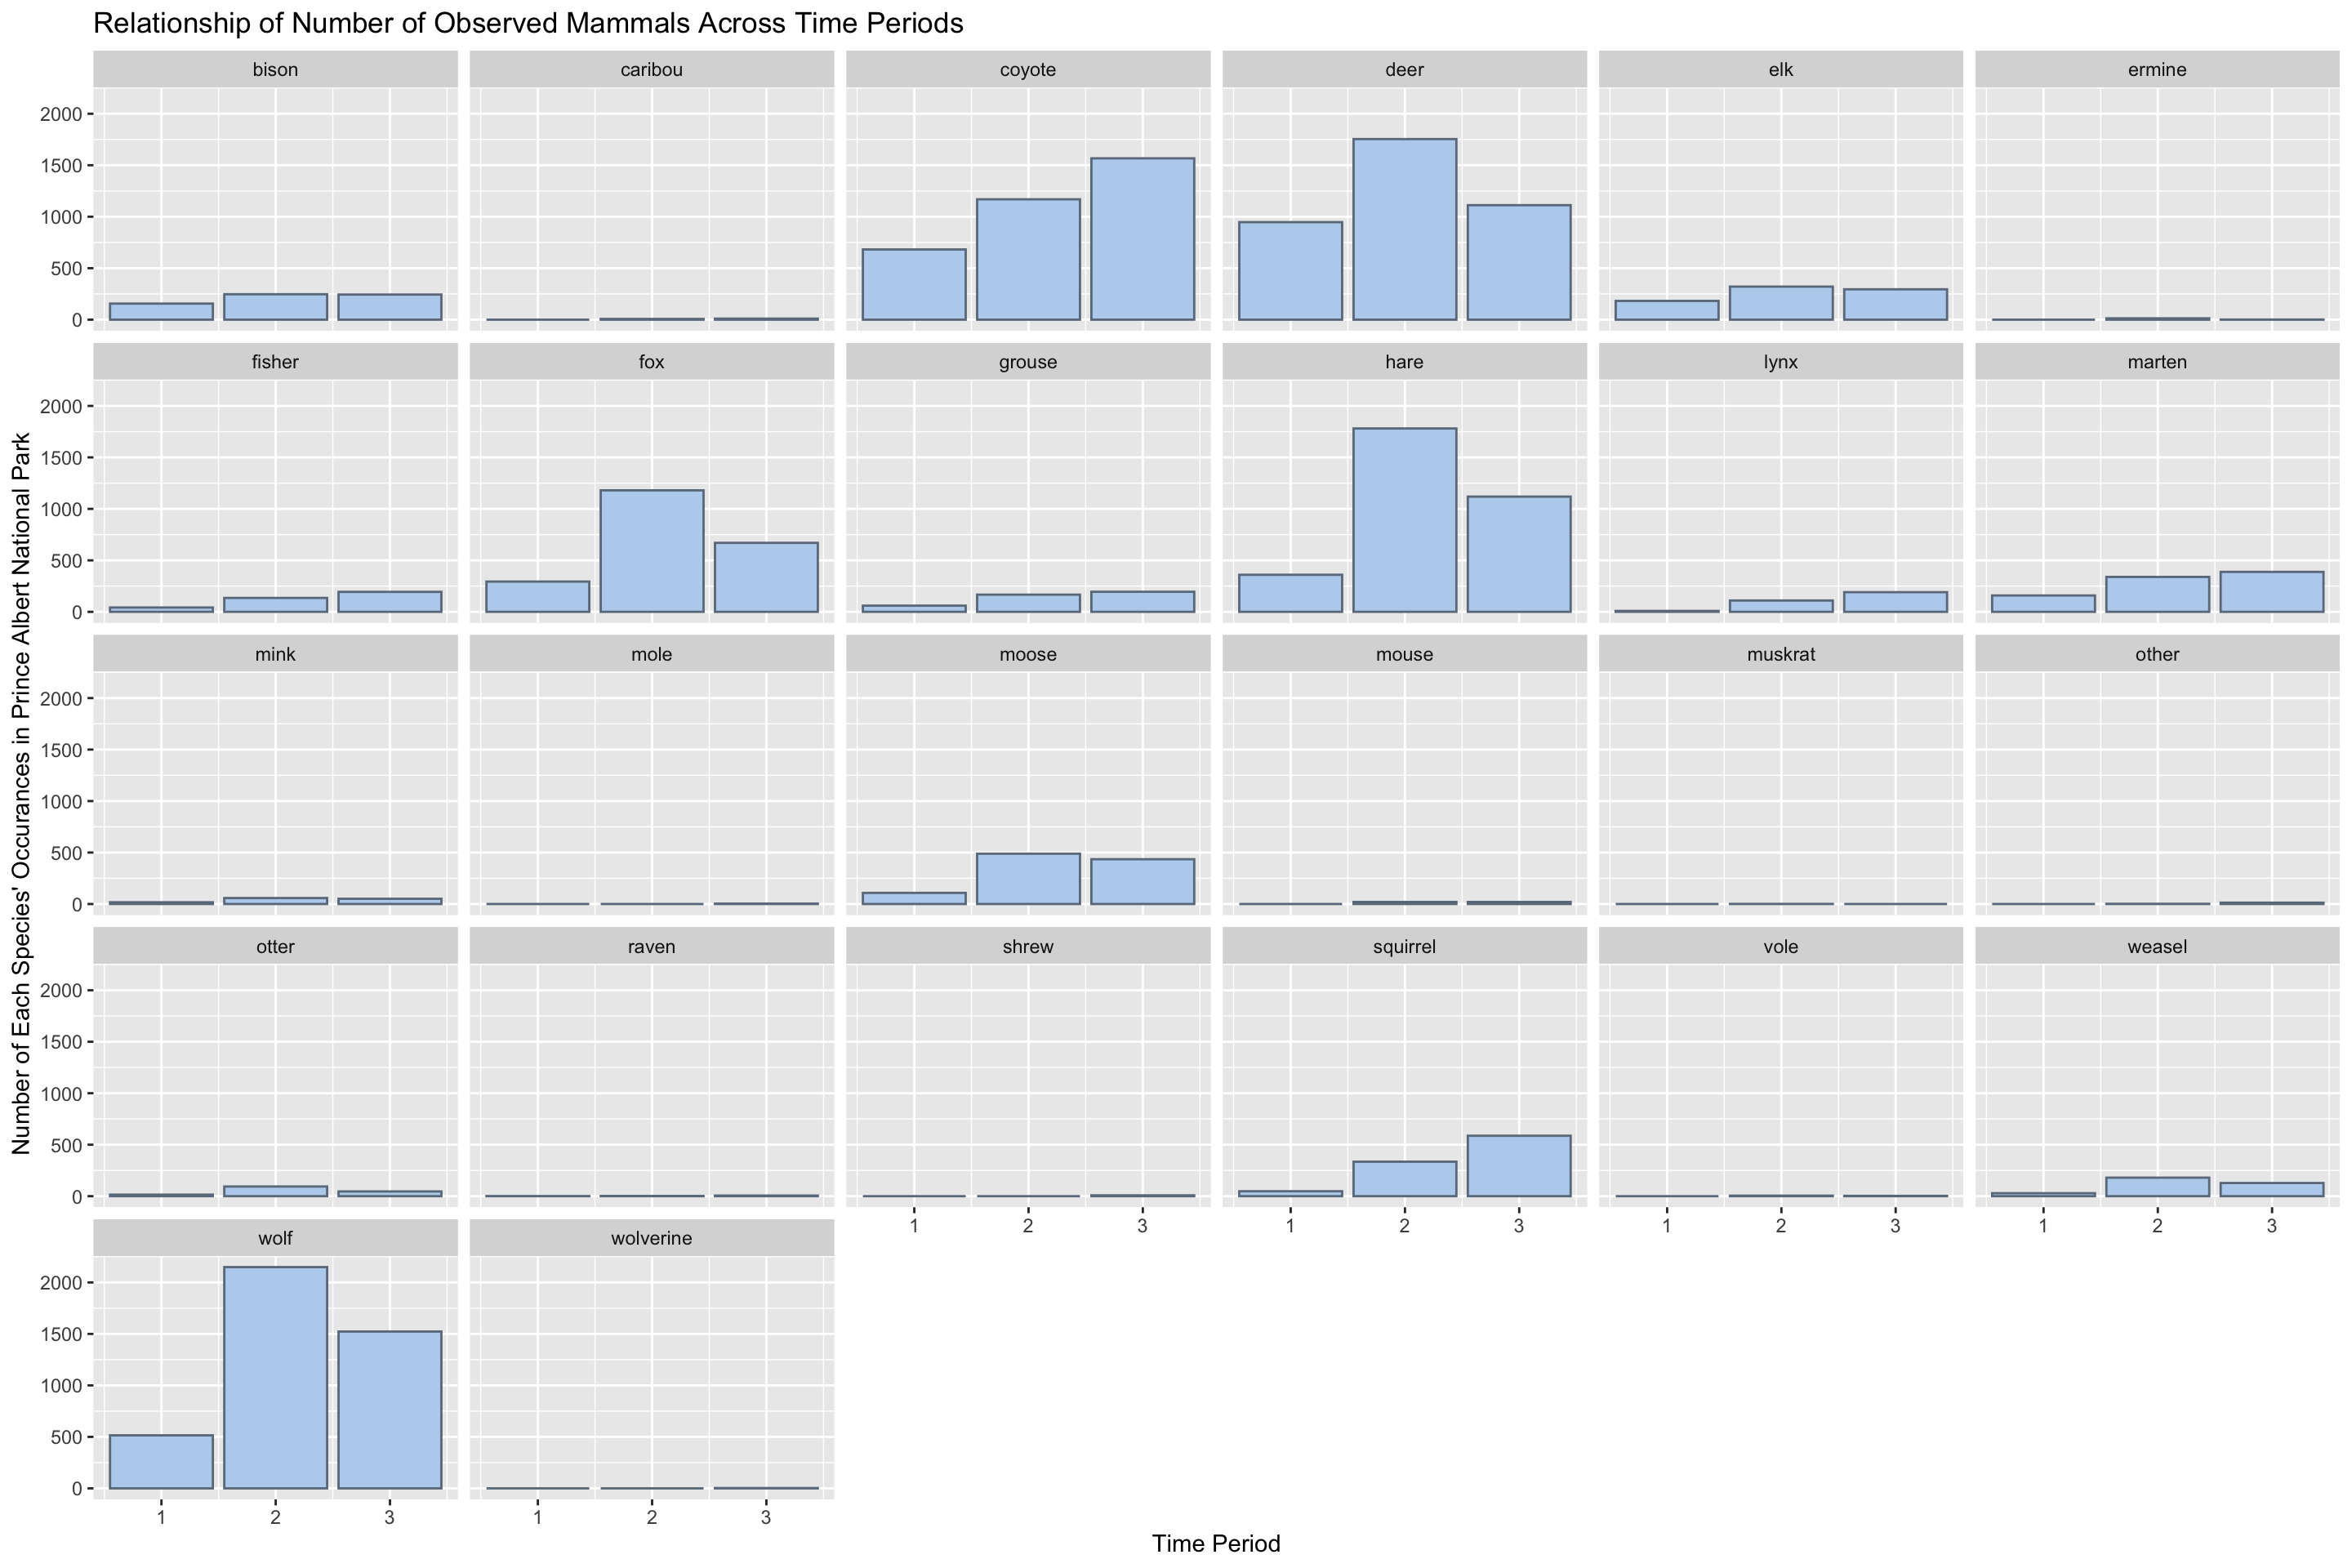 Relationship of Number of Observed Mammals Across Time Periods
bison caribou coyote deer elk ermine
2000
1500
1000
500
0
fisher fox grouse hare lynx marten
2000
1500
1000
500
0
mink mole moose mouse muskrat other
2000
1500
1000
500
0
otter raven shrew squirrel vole weasel
2000
1500
1000
500
0
1 2 3 1 2 3 1 2 3 1 2 3
wolf wolverine
2000
1500
1000
500
0
1 2 3 1 2 3
Time Period
Number of Each Species' Occurances in Prince Albert National Park